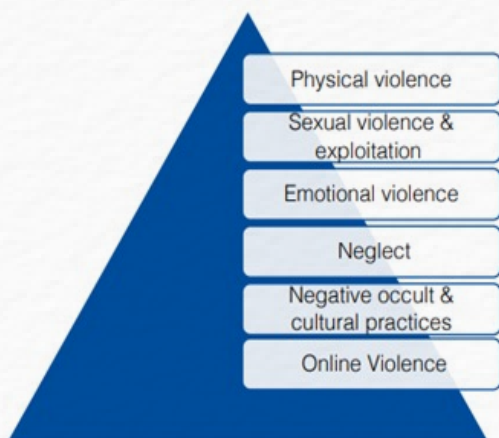 Physical violence
Sexual violence &
exploitation
Emotional violence
Neglect
Negative occult &
cultural practices
Online Violence